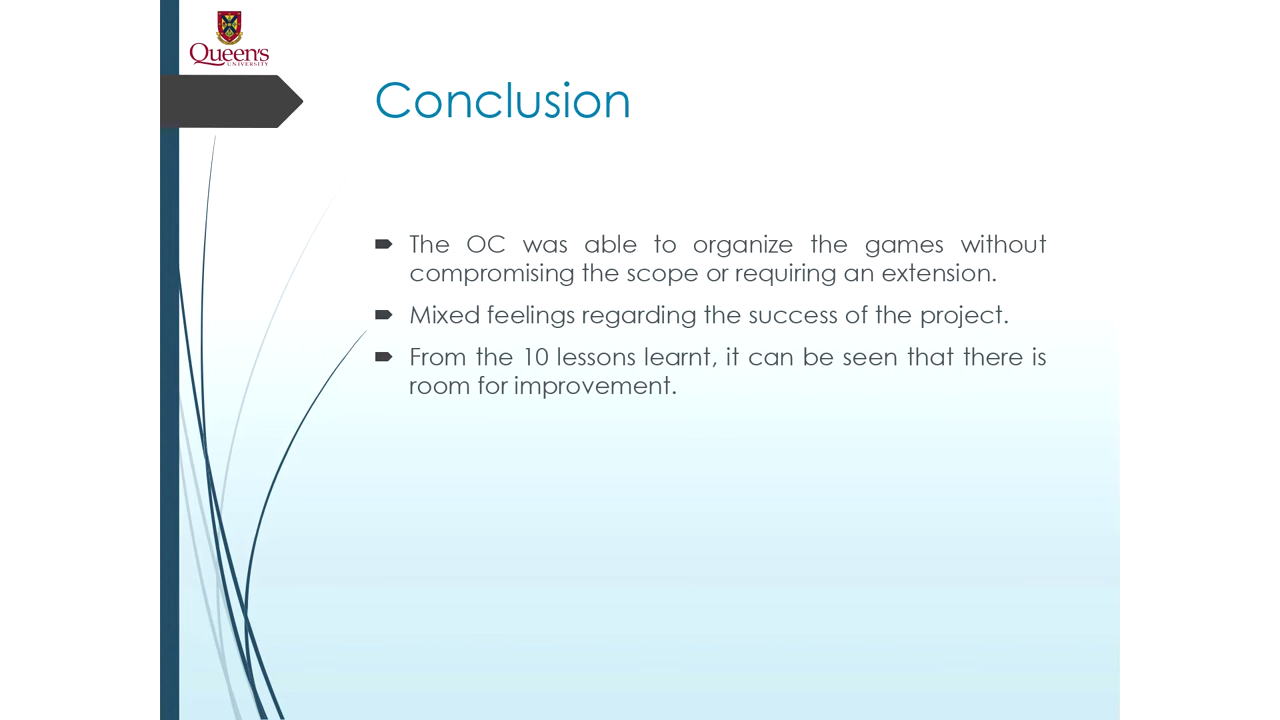 Queen's
UNIVERSITY
Conclusion
The OC was able to organize the games without
compromising the scope or requiring an extension.
Mixed feelings regarding the success of the project.
From the 10 lessons learnt, it can be seen that there is
room for improvement.